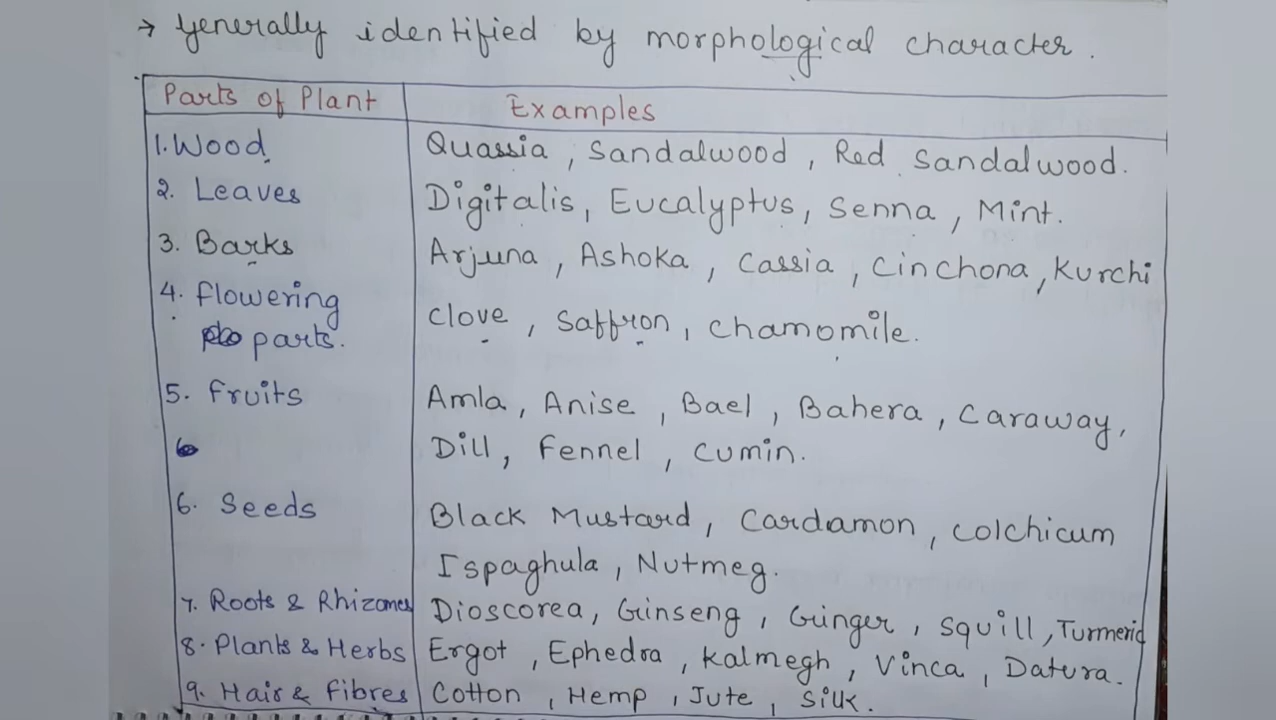 → Generally identified by morphological character.
Parts of Plant Examples
1. Wood Quassia, Sandalwood, Red Sandalwood.
2. Leaves Digitalis, Eucalyptus, Senna, Mint.
3. Barks Arjuna, Ashoka, Cassia, Cinchona, Kurchi
4. flowering parts. Clove, Saffron, Chamomile.
5. fruits Amla, Anise, Bael, Bahera, Caraway,
Dill, fennel, Cumin.
6. Seeds Black Mustard, Cardamon, Colchicum
Ispaghula, Nutmeg.
7. Roots & Rhizomes Dioscorea, Ginseng, Ginger, Squill, Turmeric
8. Plants & Herbs Ergot, Ephedra, Kalmegh, Vinca, Datura.
9. Hair & fibres Cotton, Hemp, Jute, Silk.